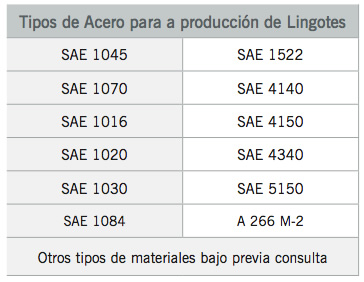 Tipos de Acero para a producción de Lingotes
SAE 1045 SAE 1522
SAE 1070 SAE 4140
SAE 1016 SAE 4150
SAE 1020 SAE 4340
SAE 1030 SAE 5150
SAE 1084 A 266 M-2
Otros tipos de materiales bajo previa consulta